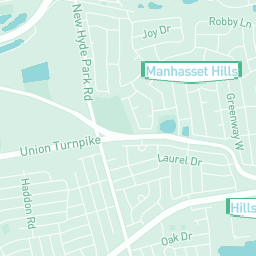 Robby Ln
Joy Dr
New Hyde Park Rd
Manhasset Hills
Greenway W
Union Turnpike
Laurel Dr
Haddon Rd
Hills
Oak Dr